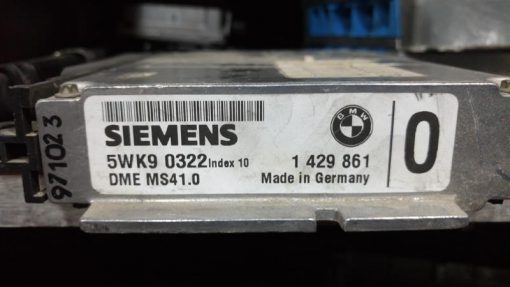 971023
SIEMENS
BMW
5WK9 0322 Index 10 1 429 861
DME MS41.0 Made in Germany
0